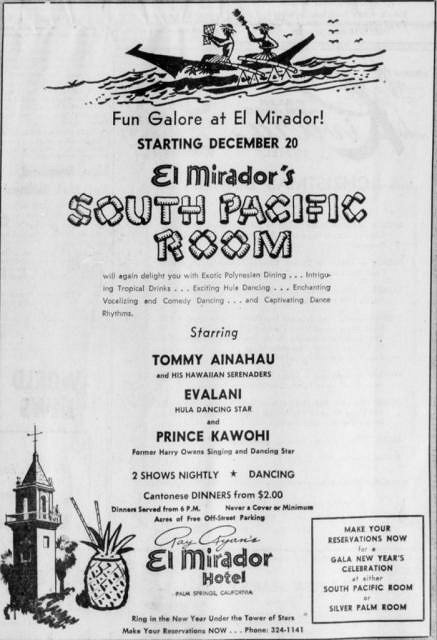 Fun Galore at El Mirador!
STARTING DECEMBER 20
El Mirador's
SOUTH PACIFIC
ROOM
will again delight you with Exotic Polynesian Dining . . . Intrigu-
ing Tropical Drinks . . . Exciting Hula Dancing . . . Enchanting
Vocalizing and Comedy Dancing . . . and Captivating Dance
Rhythms.
Starring
TOMMY AINAHAU
and HIS HAWAIIAN SERENADERS
EVALANI
HULA DANCING STAR
and
PRINCE KAWOHI
Former Harry Owens Singing and Dancing Star
2 SHOWS NIGHTLY ★ DANCING
Cantonese DINNERS from $2.00
Dinners Served from 6 P.M. Never a Cover or Minimum
Acres of Free Off-Street Parking
Ray Ryan's
El Mirador
Hotel
PALM SPRINGS, CALIFORNIA
Ring in the New Year Under the Tower of Stars
Make Your Reservations NOW . . . Phone 324-1141
MAKE YOUR
RESERVATIONS NOW
for a
GALA NEW YEAR'S
CELEBRATION
at either
SOUTH PACIFIC ROOM
or
SILVER PALM ROOM